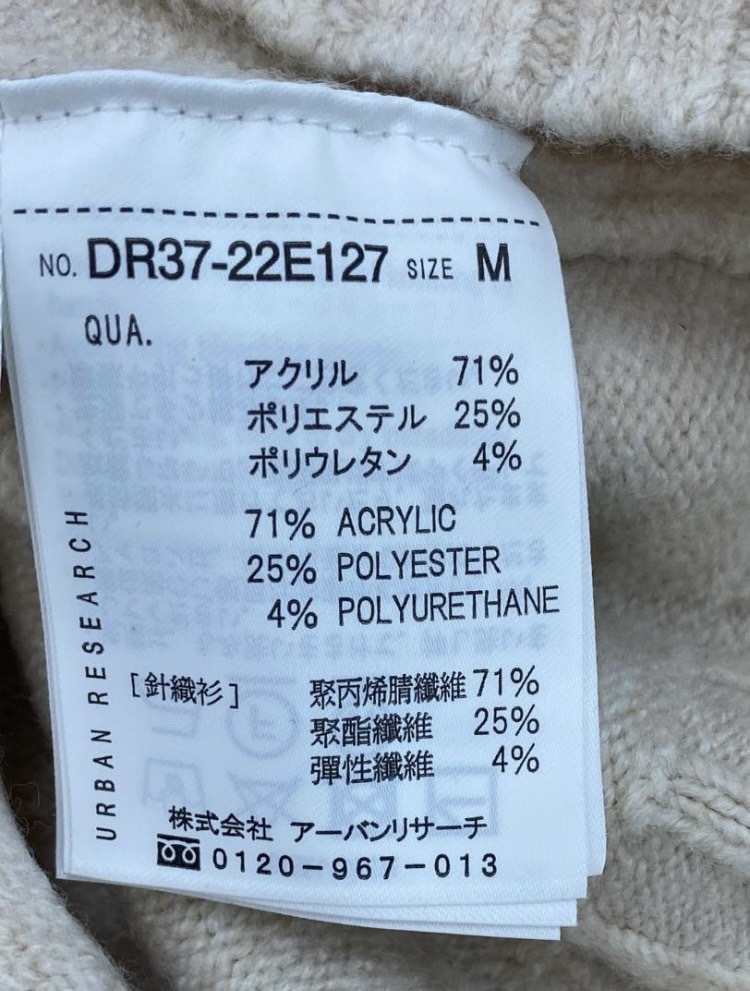 NO. DR37-22E127 SIZE M
QUA.
アクリル 71%
ポリエステル 25%
ポリウレタン 4%
71% ACRYLIC
25% POLYESTER
4% POLYURETHANE
[針織衫] 聚丙烯腈纖維 71%
聚酯纖維 25%
彈性纖維 4%
URBAN RESEARCH
株式会社 アーバンリサーチ
0120-967-013